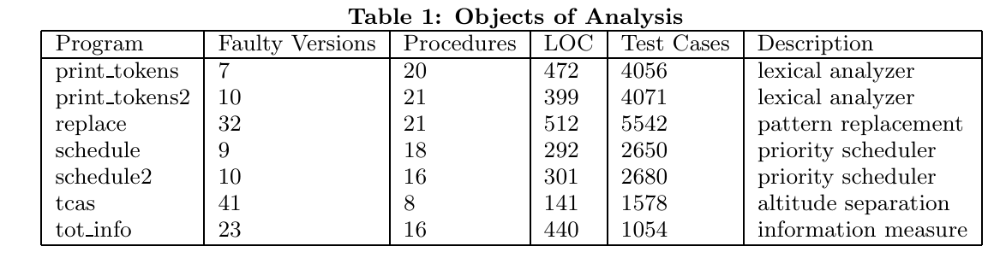 Table 1: Objects of Analysis
Program Faulty Versions Procedures LOC Test Cases Description
print_tokens 7 20 472 4056 lexical analyzer
print_tokens2 10 21 399 4071 lexical analyzer
replace 32 21 512 5542 pattern replacement
schedule 9 18 292 2650 priority scheduler
schedule2 10 16 301 2680 priority scheduler
tcas 41 8 141 1578 altitude separation
tot_info 23 16 440 1054 information measure